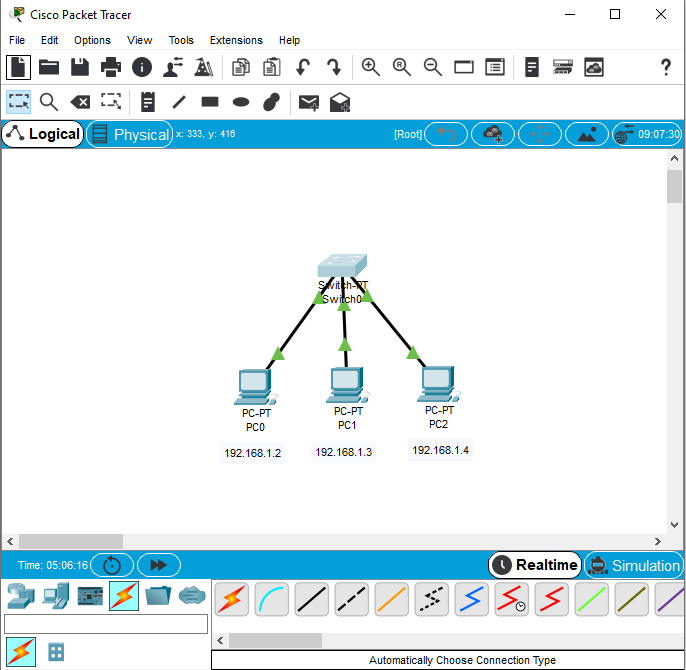 Cisco Packet Tracer
File Edit Options View Tools Extensions Help
Logical Physical x: 333, y: 416 [Root] 09:07:30
Switch-PT
Switch0
PC-PT PC-PT PC-PT
PC0 PC1 PC2
192.168.1.2 192.168.1.3 192.168.1.4
Time: 05:06:16 Realtime Simulation
Automatically Choose Connection Type